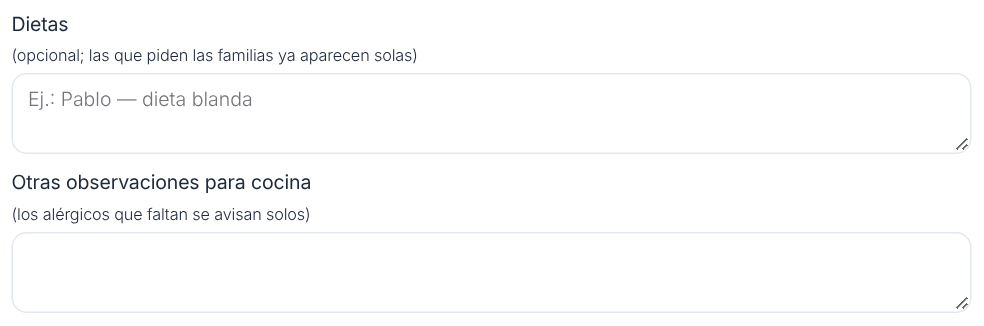 Dietas
(opcional; las que piden las familias ya aparecen solas)
Ej.: Pablo — dieta blanda
Otras observaciones para cocina
(los alérgicos que faltan se avisan solos)